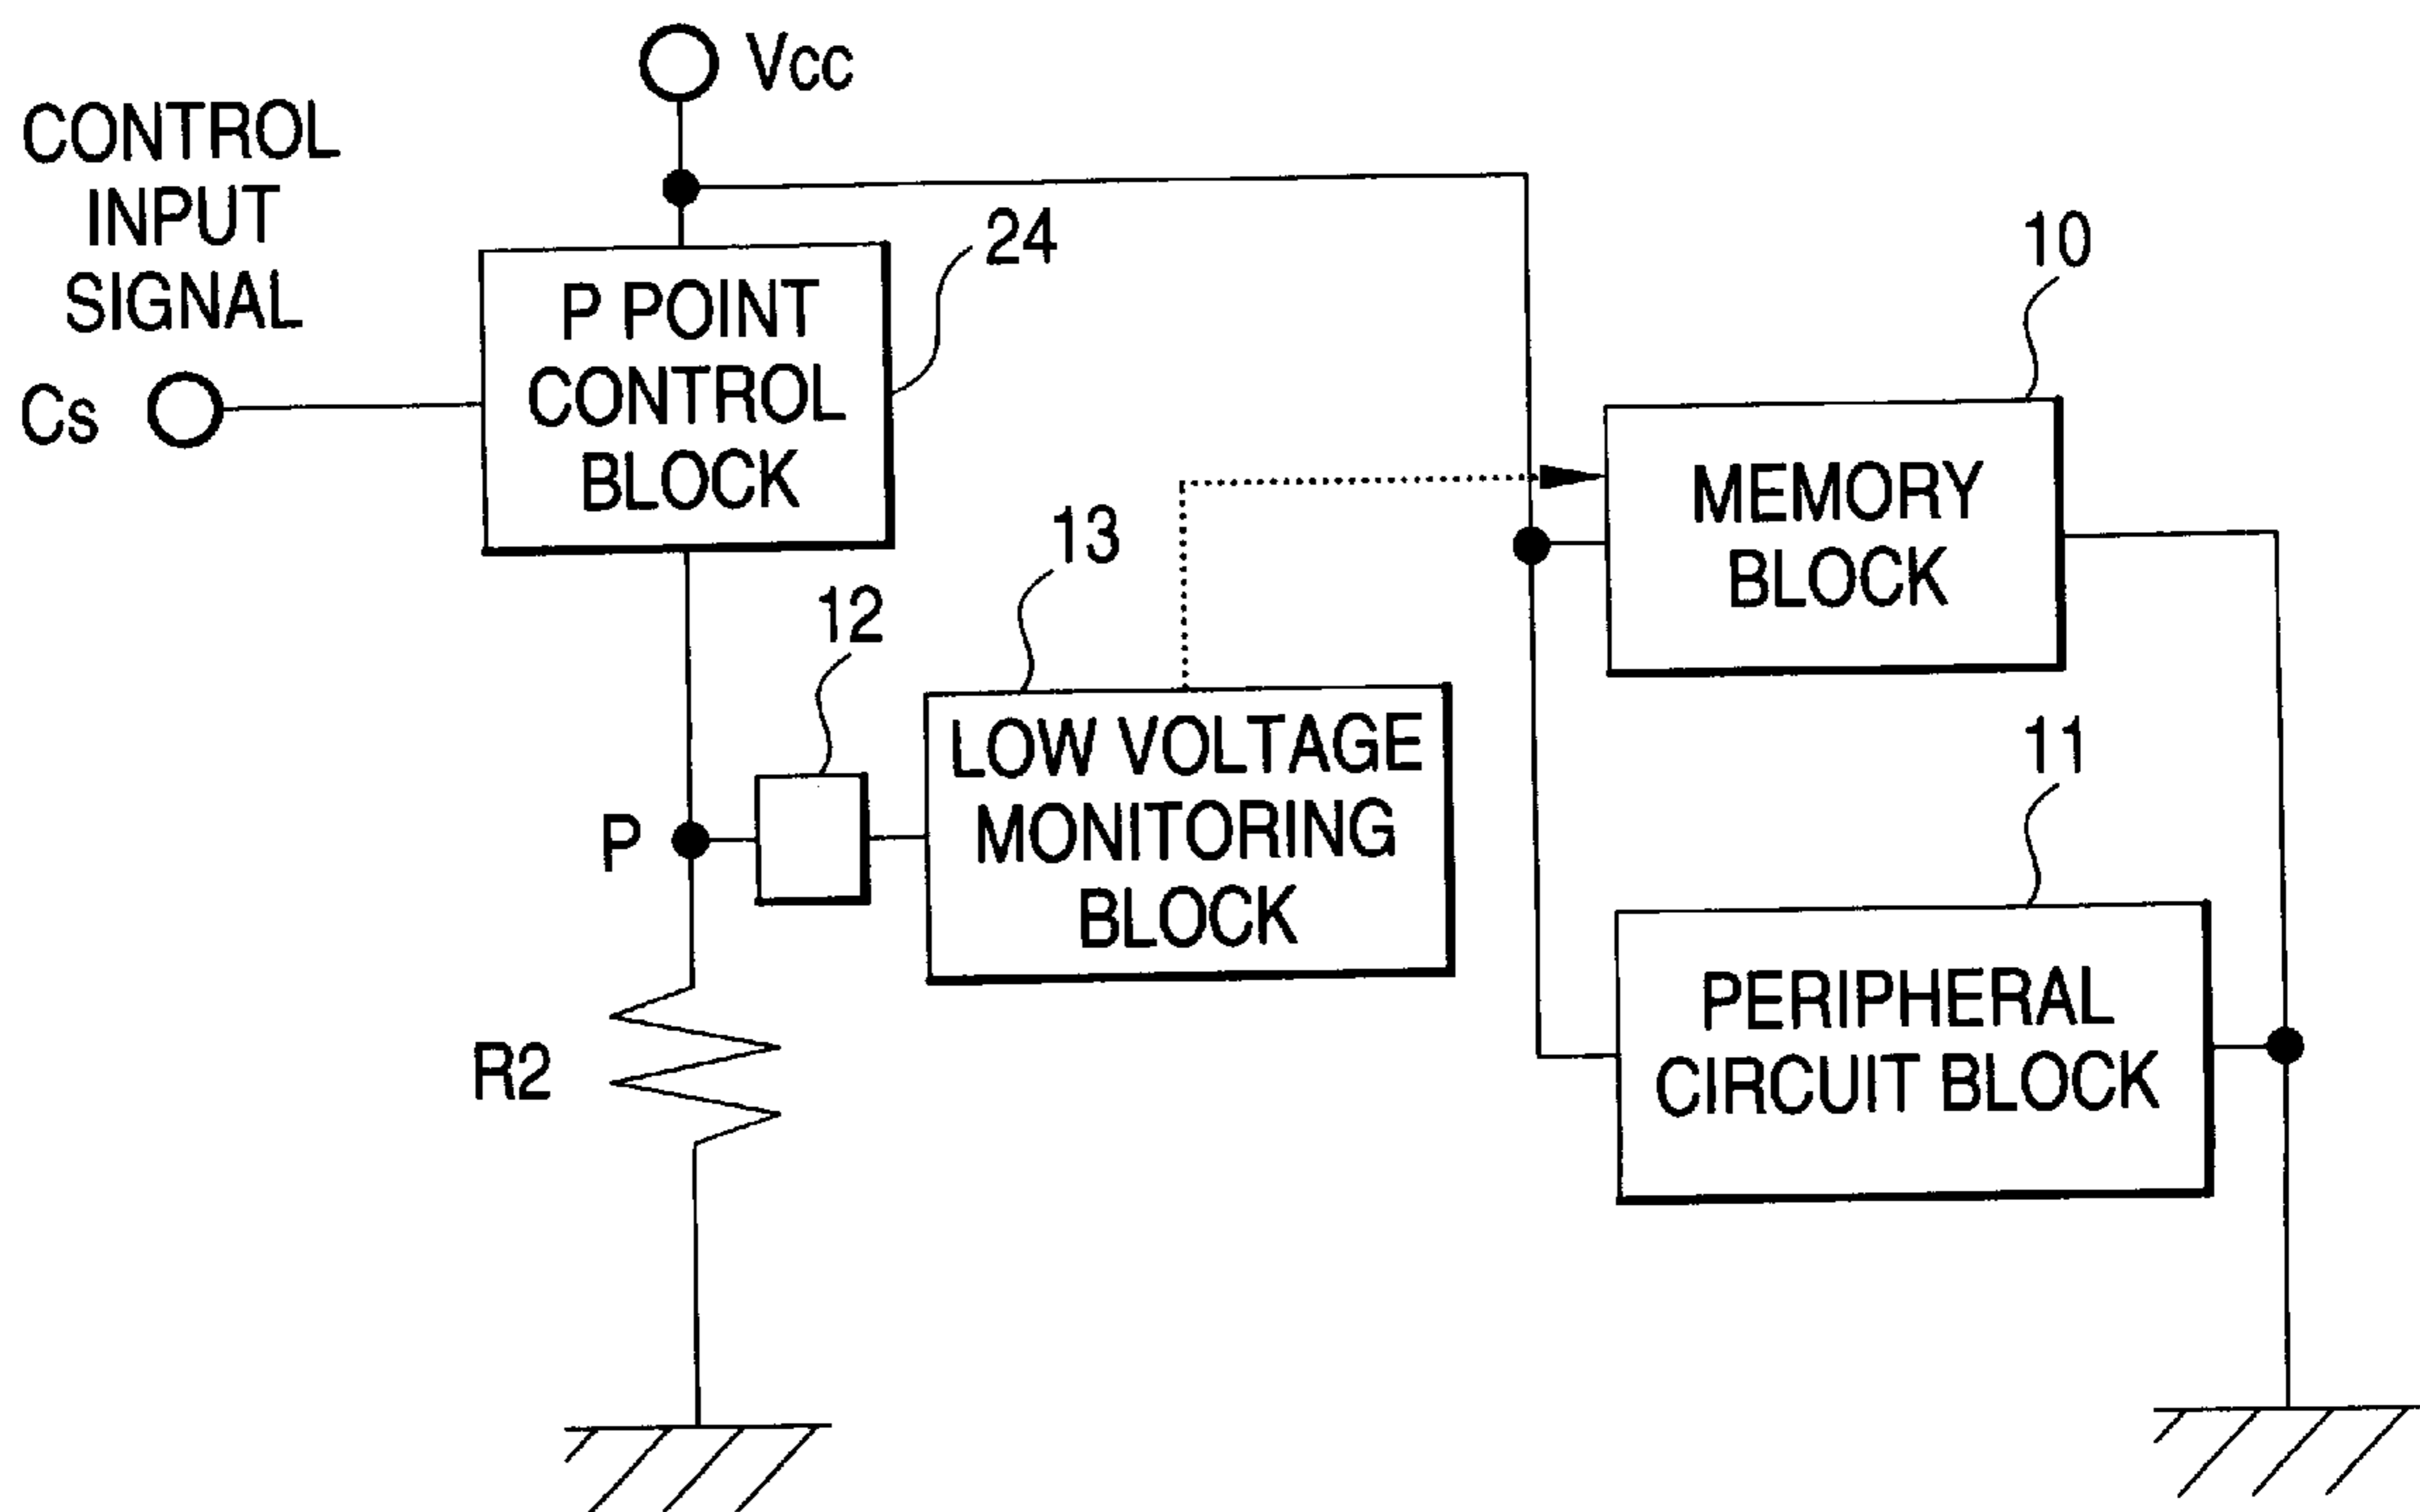 Vcc
CONTROL
INPUT
SIGNAL
Cs
P POINT
CONTROL
BLOCK
24
10
MEMORY
BLOCK
13
12
LOW VOLTAGE
MONITORING
BLOCK
P
11
PERIPHERAL
CIRCUIT BLOCK
R2